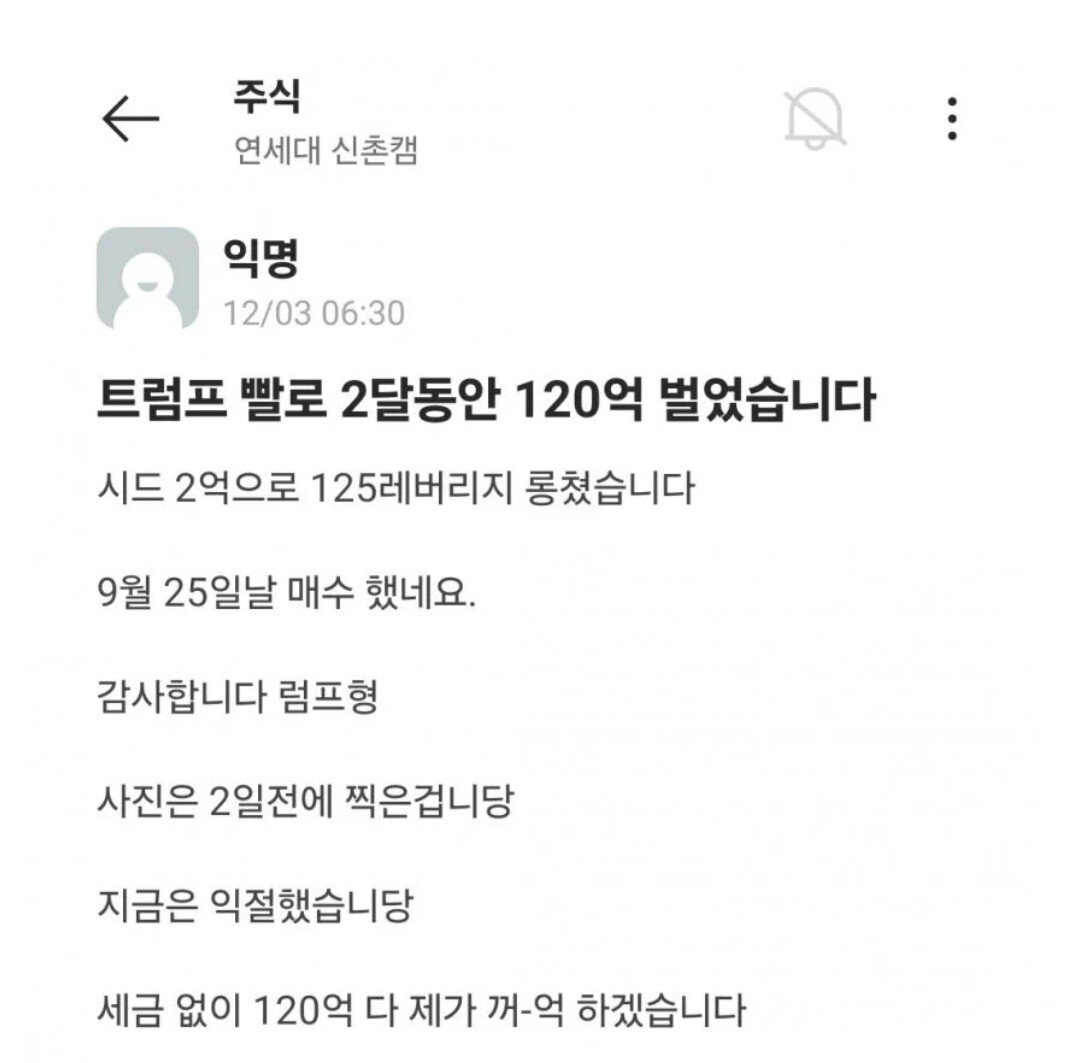 주식
연세대 신촌캠
익명
12/03 06:30
트럼프 빨로 2달동안 120억 벌었습니다
시드 2억으로 125레버리지 롱쳤습니다
9월 25일날 매수 했네요.
감사합니다 럼프형
사진은 2일전에 찍은겁니당
지금은 익절했습니당
세금 없이 120억 다 제가 꺼-억 하겠습니다